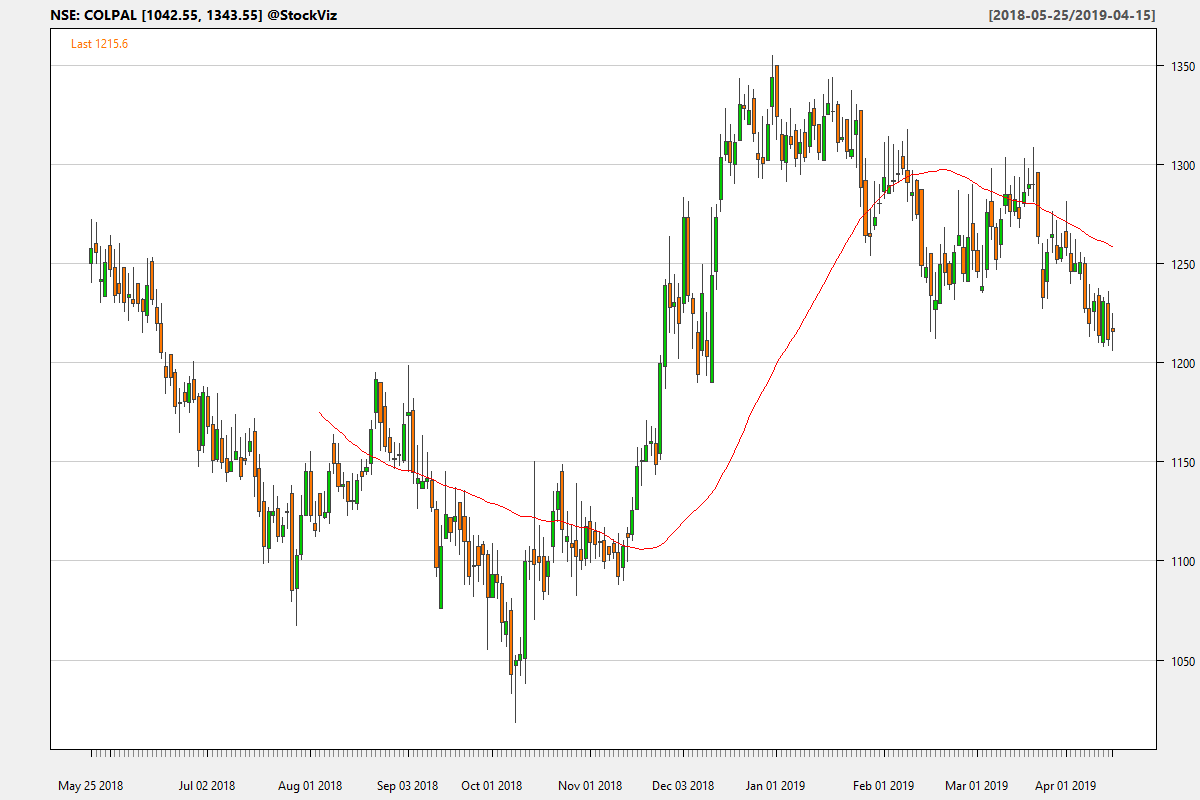 NSE: COLPAL [1042.55, 1343.55] @StockViz
[2018-05-25/2019-04-15]
Last 1215.6
1350
1300
1250
1200
1150
1100
1050
May 25 2018 Jul 02 2018 Aug 01 2018 Sep 03 2018 Oct 01 2018 Nov 01 2018 Dec 03 2018 Jan 01 2019 Feb 01 2019 Mar 01 2019 Apr 01 2019